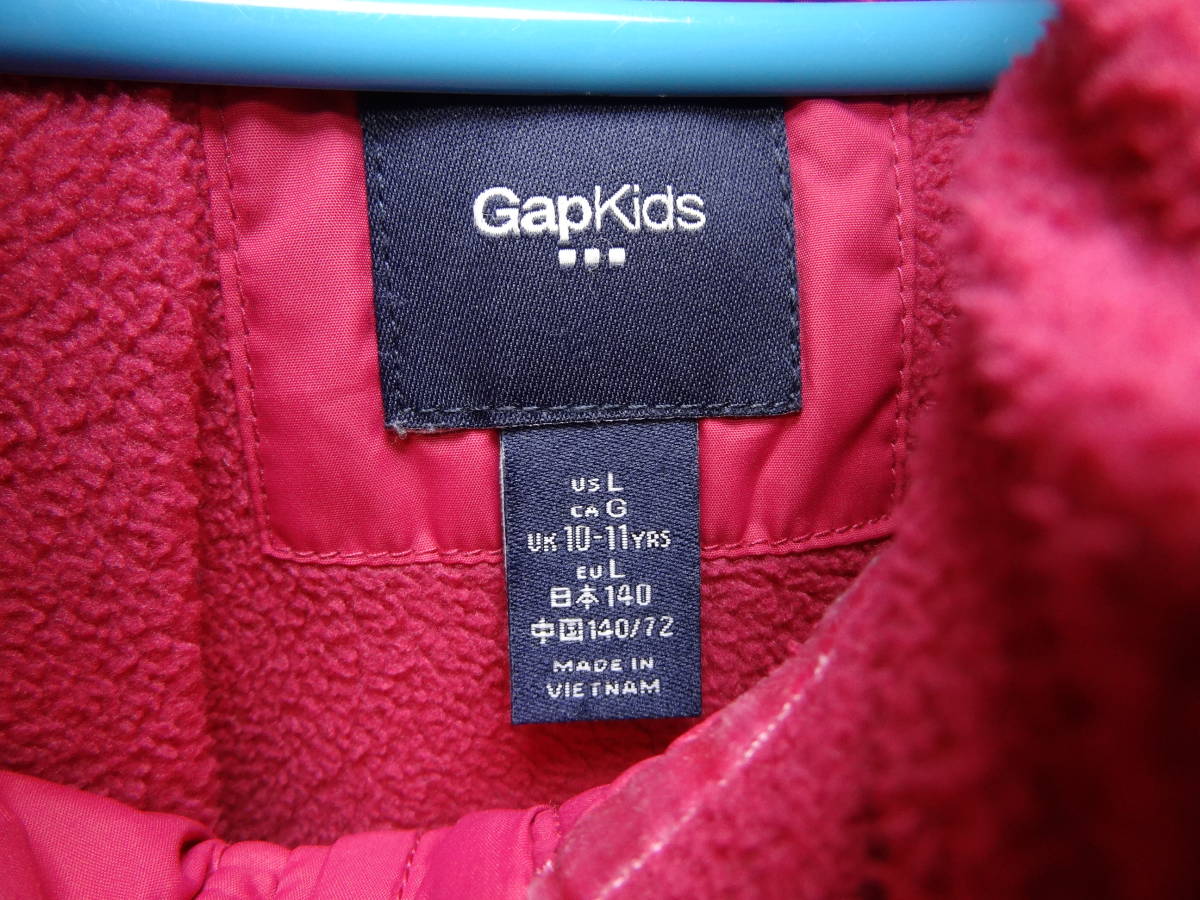 GapKids
US L
CA G
UK 10-11 YRS
EU L
日本 140
中国 140/72
MADE IN
VIETNAM